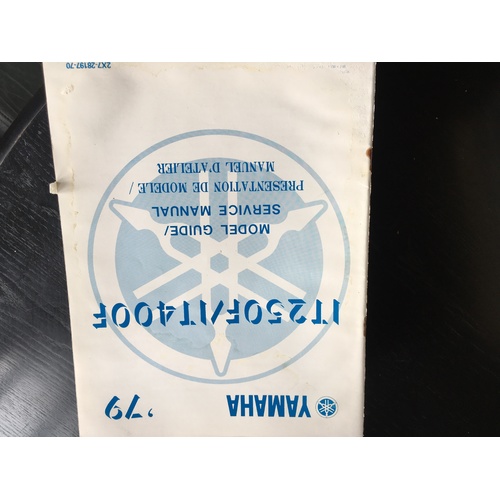 YAMAHA '79
IT250F/IT400F
MODEL GUIDE/
SERVICE MANUAL
PRESENTATION DE MODELE/
MANUEL D'ATELIER
2X7-28197-70